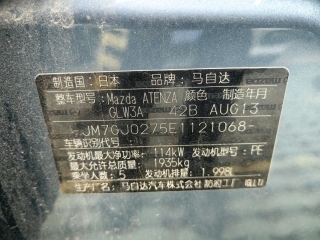 制造国：日本 品牌：马自达
整车型号：Mazda ATENZA 颜色 制造年月
GLW3A 42B AUG13
JM7GJ0275E1121068
车辆识别代号
发动机最大净功率：114kW 发动机型号：PE
最大允许总质量：1935kg
乘坐人数：5 发动机排量：1.998L
马自达汽车株式会社 防府工厂